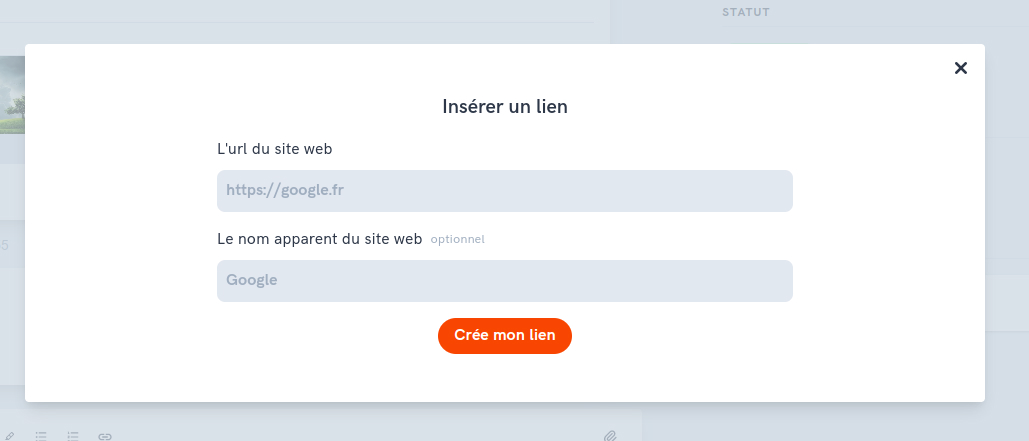 STATUT
Insérer un lien
L'url du site web
https://google.fr
Le nom apparent du site web optionnel
Google
Crée mon lien
5